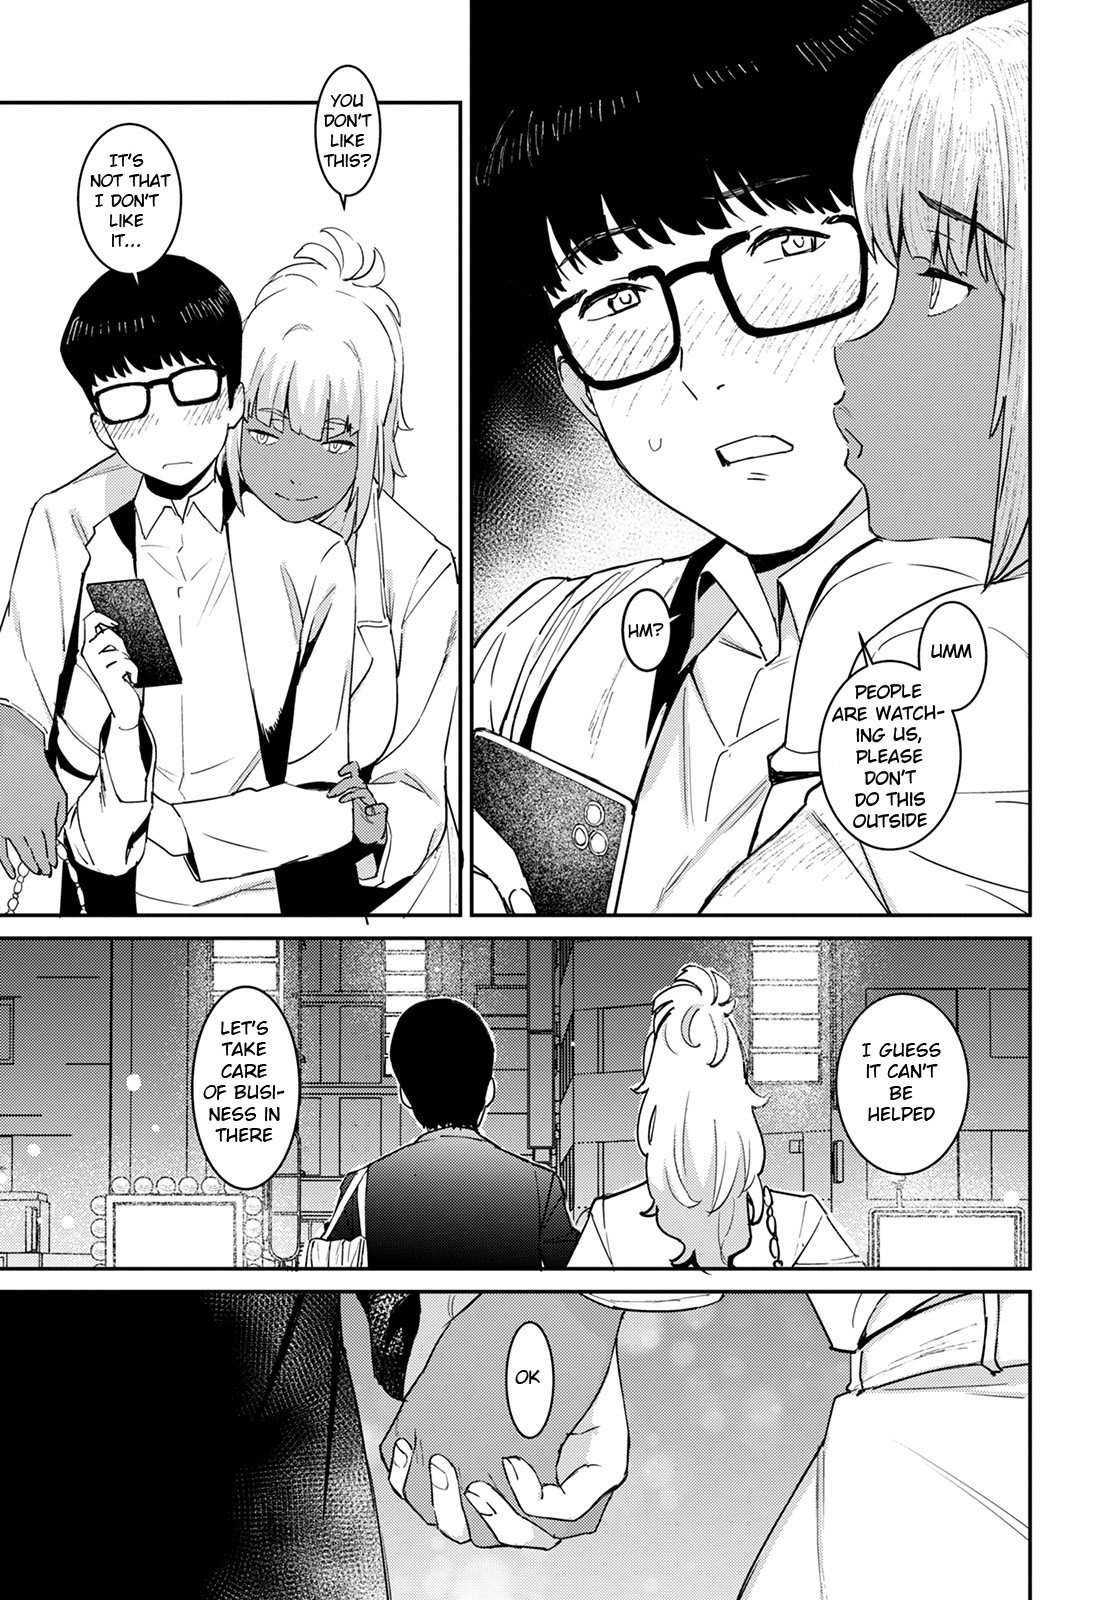 HM?
UMM
PEOPLE
ARE WATCH-
ING US,
PLEASE
DON'T
DO THIS
OUTSIDE
YOU
DON'T
LIKE
THIS?
IT'S
NOT THAT
I DON'T
LIKE
IT...
I GUESS
IT CAN'T
BE
HELPED
LET'S
TAKE
CARE
OF BUSI-
NESS IN
THERE
OK